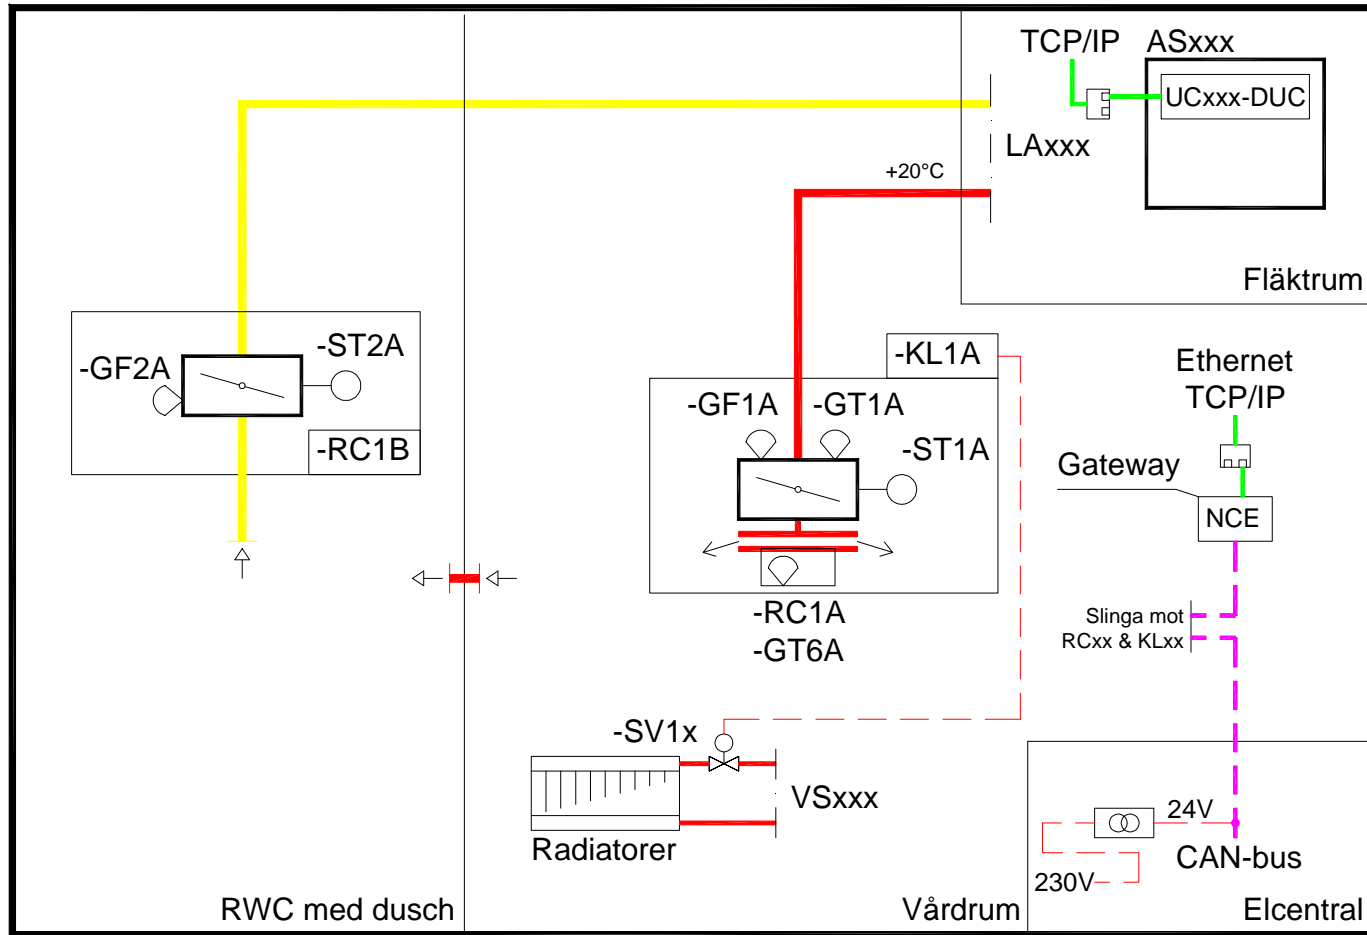 TCP/IP
ASxxx
UCxxx-DUC
LAxxx
+20°C
Fläktrum
-GF2A
-ST2A
-RC1B
-KL1A
-GF1A
-GT1A
-ST1A
-RC1A
-GT6A
Ethernet
TCP/IP
Gateway
NCE
Slinga mot
RCxx & KLxx
-SV1x
VSxxx
Radiatorer
24V
CAN-bus
230V
RWC med dusch
Vårdrum
Elcentral